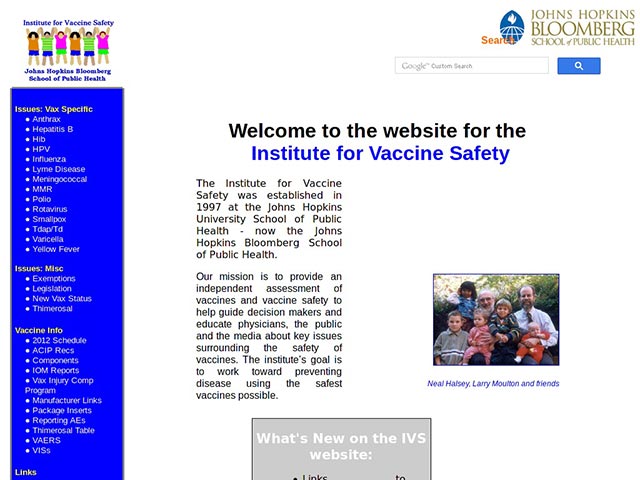 Institute for Vaccine Safety
Johns Hopkins Bloomberg
School of Public Health
JOHNS HOPKINS
BLOOMBERG
SCHOOL of PUBLIC HEALTH
Search
Google™ Custom Search
Issues: Vax Specific
● Anthrax
● Hepatitis B
● Hib
● HPV
● Influenza
● Lyme Disease
● Meningococcal
● MMR
● Polio
● Rotavirus
● Smallpox
● Tdap/Td
● Varicella
● Yellow Fever
Issues: Misc
● Exemptions
● Legislation
● New Vax Status
● Thimerosal
Vaccine Info
● 2012 Schedule
● ACIP Recs
● Components
● IOM Reports
● Vax Injury Comp
Program
● Manufacturer Links
● Package Inserts
● Reporting AEs
● Thimerosal Table
● VAERS
● VISs
Links
Welcome to the website for the
Institute for Vaccine Safety
The Institute for Vaccine
Safety was established in
1997 at the Johns Hopkins
University School of Public
Health - now the Johns
Hopkins Bloomberg School
of Public Health.
Our mission is to provide an
independent assessment of
vaccines and vaccine safety to
help guide decision makers and
educate physicians, the public
and the media about key issues
surrounding the safety of
vaccines. The institute's goal is
to work toward preventing
disease using the safest
vaccines possible.
Neal Halsey, Larry Moulton and friends
What's New on the IVS
website:
● Links to